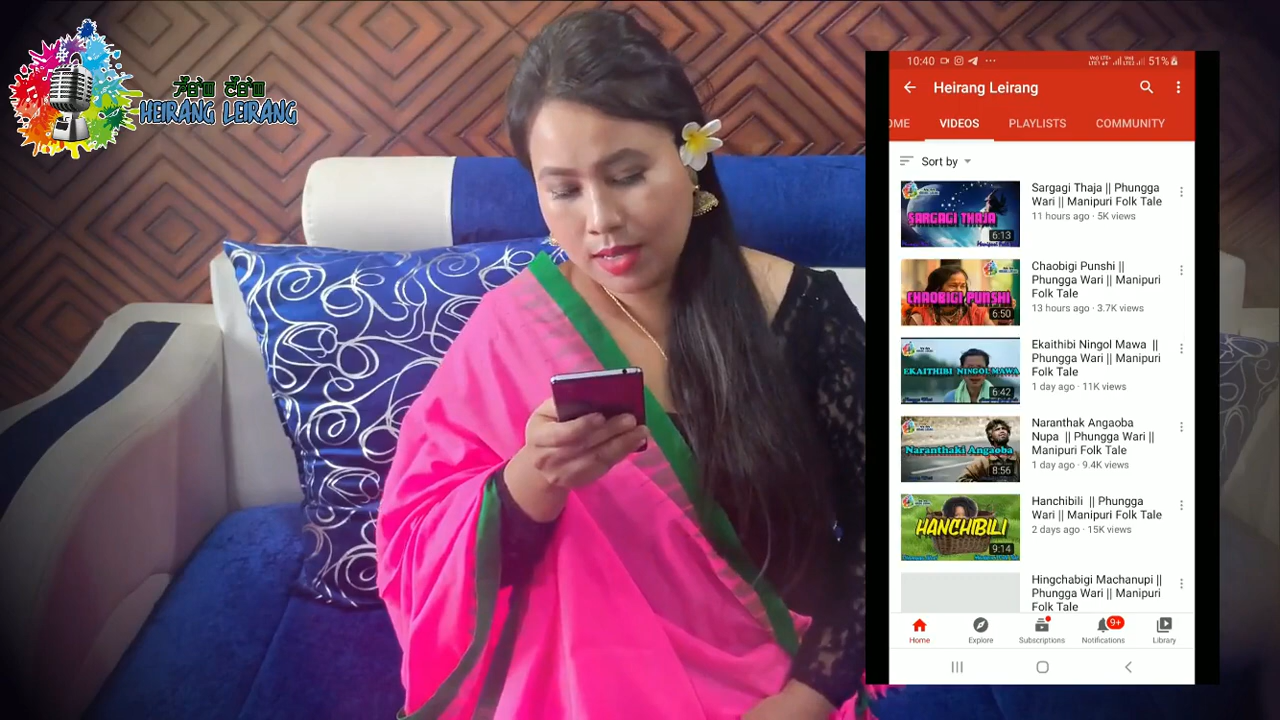 ꯍꯩꯔꯥꯡ ꯂꯩꯔꯥꯡ
HEIRANG LEIRANG
10:40
51%
Heirang Leirang
OME
VIDEOS
PLAYLISTS
COMMUNITY
Sort by
SARGAGI THAJA
6:13
Sargagi Thaja || Phungga
Wari || Manipuri Folk Tale
11 hours ago · 5K views
CHAOBIGI PUNSHI
6:50
Chaobigi Punshi ||
Phungga Wari || Manipuri
Folk Tale
13 hours ago · 3.7K views
EKAITHIBI NINGOL MAWA
6:42
Ekaithibi Ningol Mawa ||
Phungga Wari || Manipuri
Folk Tale
1 day ago · 11K views
Naranthaki Angaoba
8:56
Naranthak Angaoba
Nupa || Phungga Wari ||
Manipuri Folk Tale
1 day ago · 9.4K views
HANCHIBILI
9:14
Hanchibili || Phungga
Wari || Manipuri Folk Tale
2 days ago · 15K views
Hingchabigi Machanupi ||
Phungga Wari || Manipuri
Folk Tale
9+
Home
Explore
Subscriptions
Notifications
Library